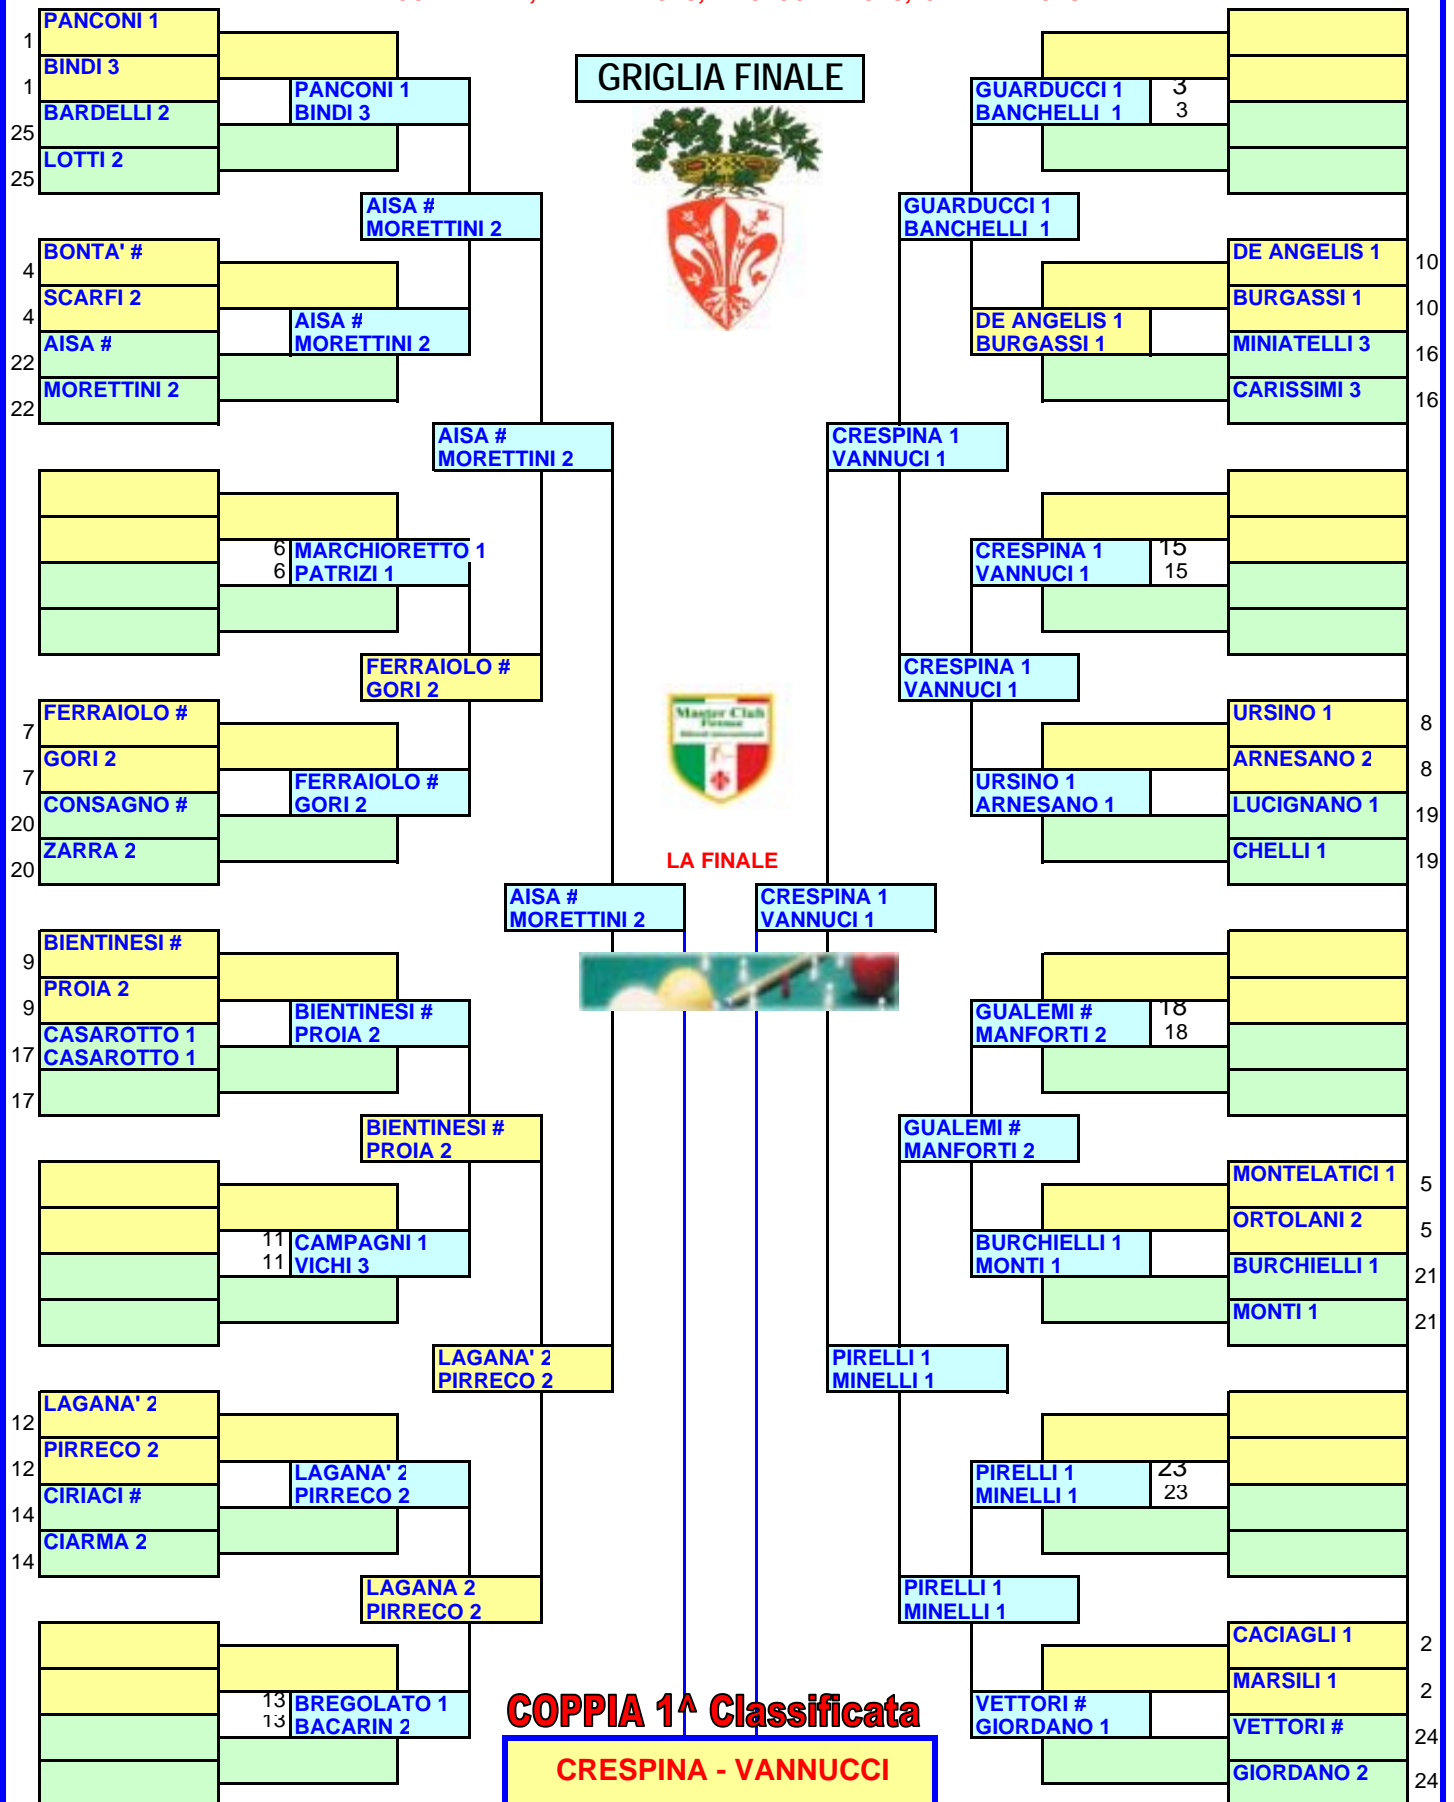 GRIGLIA FINALE
PANCONI 1
1
BINDI 3
1
BARDELLI 2
25
LOTTI 2
25
PANCONI 1
BINDI 3
AISA #
MORETTINI 2
BONTA' #
4
SCARFI 2
4
AISA #
22
MORETTINI 2
22
AISA #
MORETTINI 2
AISA #
MORETTINI 2
6 MARCHIORETTO 1
6 PATRIZI 1
FERRAIOLO #
GORI 2
FERRAIOLO #
7
GORI 2
7
CONSAGNO #
20
ZARRA 2
20
FERRAIOLO #
GORI 2
AISA #
MORETTINI 2
BIENTINESI #
9
PROIA 2
9
CASAROTTO 1
17 CASAROTTO 1
17
BIENTINESI #
PROIA 2
BIENTINESI #
PROIA 2
11 CAMPAGNI 1
11 VICHI 3
LAGANA' 2
PIRRECO 2
LAGANA' 2
12
PIRRECO 2
12
CIRIACI #
14
CIARMA 2
14
LAGANA' 2
PIRRECO 2
LAGANA 2
PIRRECO 2
13 BREGOLATO 1
13 BACARIN 2
Master Club
Firenze
LA FINALE
GUARDUCCI 1 3
BANCHELLI 1 3
GUARDUCCI 1
BANCHELLI 1
DE ANGELIS 1
10
BURGASSI 1
10
MINIATELLI 3
16
CARISSIMI 3
16
DE ANGELIS 1
BURGASSI 1
CRESPINA 1
VANNUCI 1
CRESPINA 1 15
VANNUCI 1 15
CRESPINA 1
VANNUCI 1
URSINO 1
8
ARNESANO 2
8
LUCIGNANO 1
19
CHELLI 1
19
URSINO 1
ARNESANO 1
CRESPINA 1
VANNUCI 1
GUALEMI # 18
MANFORTI 2 18
GUALEMI #
MANFORTI 2
MONTELATICI 1
5
ORTOLANI 2
5
BURCHIELLI 1
21
MONTI 1
21
BURCHIELLI 1
MONTI 1
PIRELLI 1
MINELLI 1
PIRELLI 1 23
MINELLI 1 23
PIRELLI 1
MINELLI 1
CACIAGLI 1
2
MARSILI 1
2
VETTORI #
24
GIORDANO 2
24
VETTORI #
GIORDANO 1
COPPIA 1^ Classificata
CRESPINA - VANNUCCI